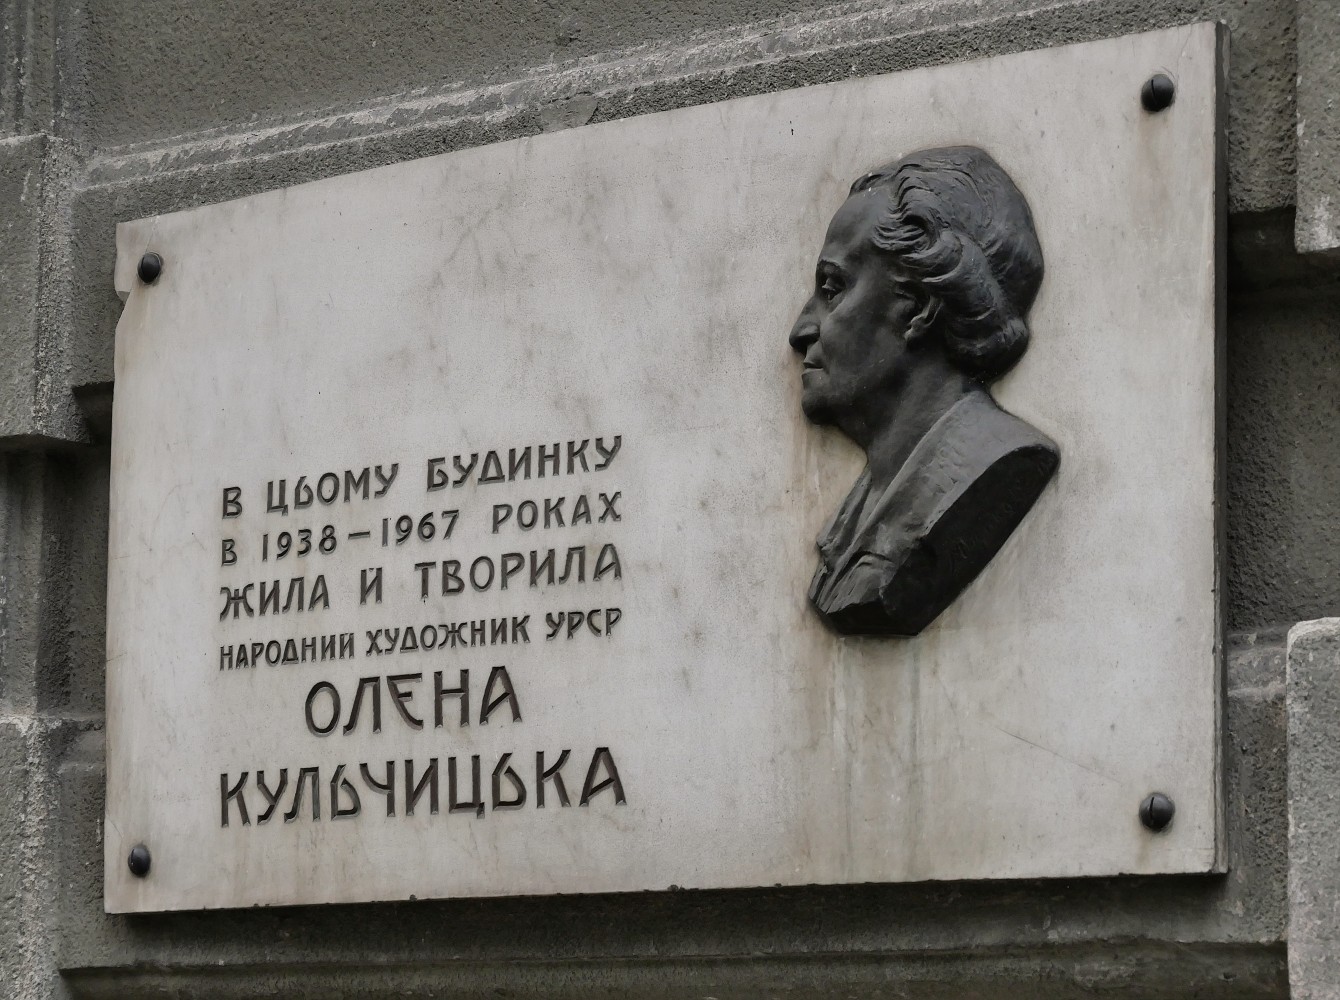 В ЦЬОМУ БУДИНКУ
В 1938–1967 РОКАХ
ЖИЛА Й ТВОРИЛА
НАРОДНИЙ ХУДОЖНИК УРСР
ОЛЕНА
КУЛЬЧИЦЬКА